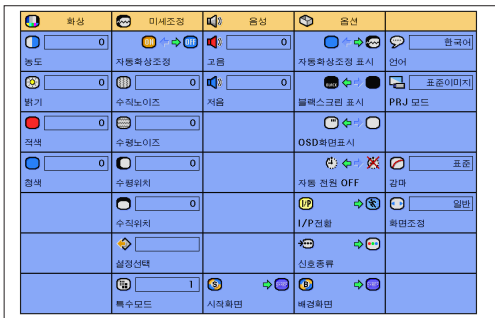 화상 미세조정 음성 옵션
0 ON OFF 0 한국어
농도 자동화상조정 고음 자동화상조정 표시 언어
0 0 0 표준이미지
밝기 수직노이즈 저음 블랙스크린 표시 PRJ 모드
0 0
적색 수평노이즈 OSD화면표시
0 0 표준
청색 수평위치 자동 전원 OFF 감마
0 I/P 일반
수직위치 I/P전환 화면조정
설정선택 신호종류
1 S B
특수모드 시작화면 배경화면